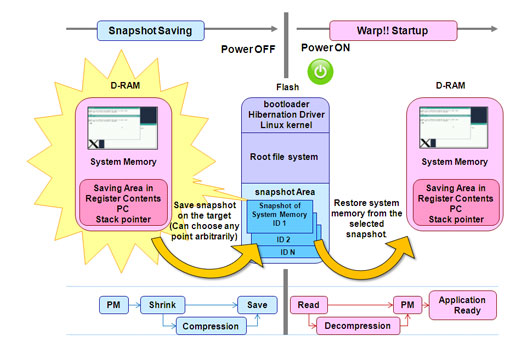 Snapshot Saving
Warp!! Startup
Power OFF
Power ON
D-RAM
Flash
D-RAM
System Memory
Saving Area in
Register Contents
PC
Stack pointer
Save snapshot
on the target
(Can choose any
point arbitrarily)
bootloader
Hibernation Driver
Linux kernel
Root file system
snapshot Area
Snapshot of
System Memory
ID 1
ID 2
ID N
Restore system
memory from the
selected
snapshot
System Memory
Saving Area in
Register Contents
PC
Stack pointer
PM
Shrink
Save
Compression
Read
PM
Application
Ready
Decompression